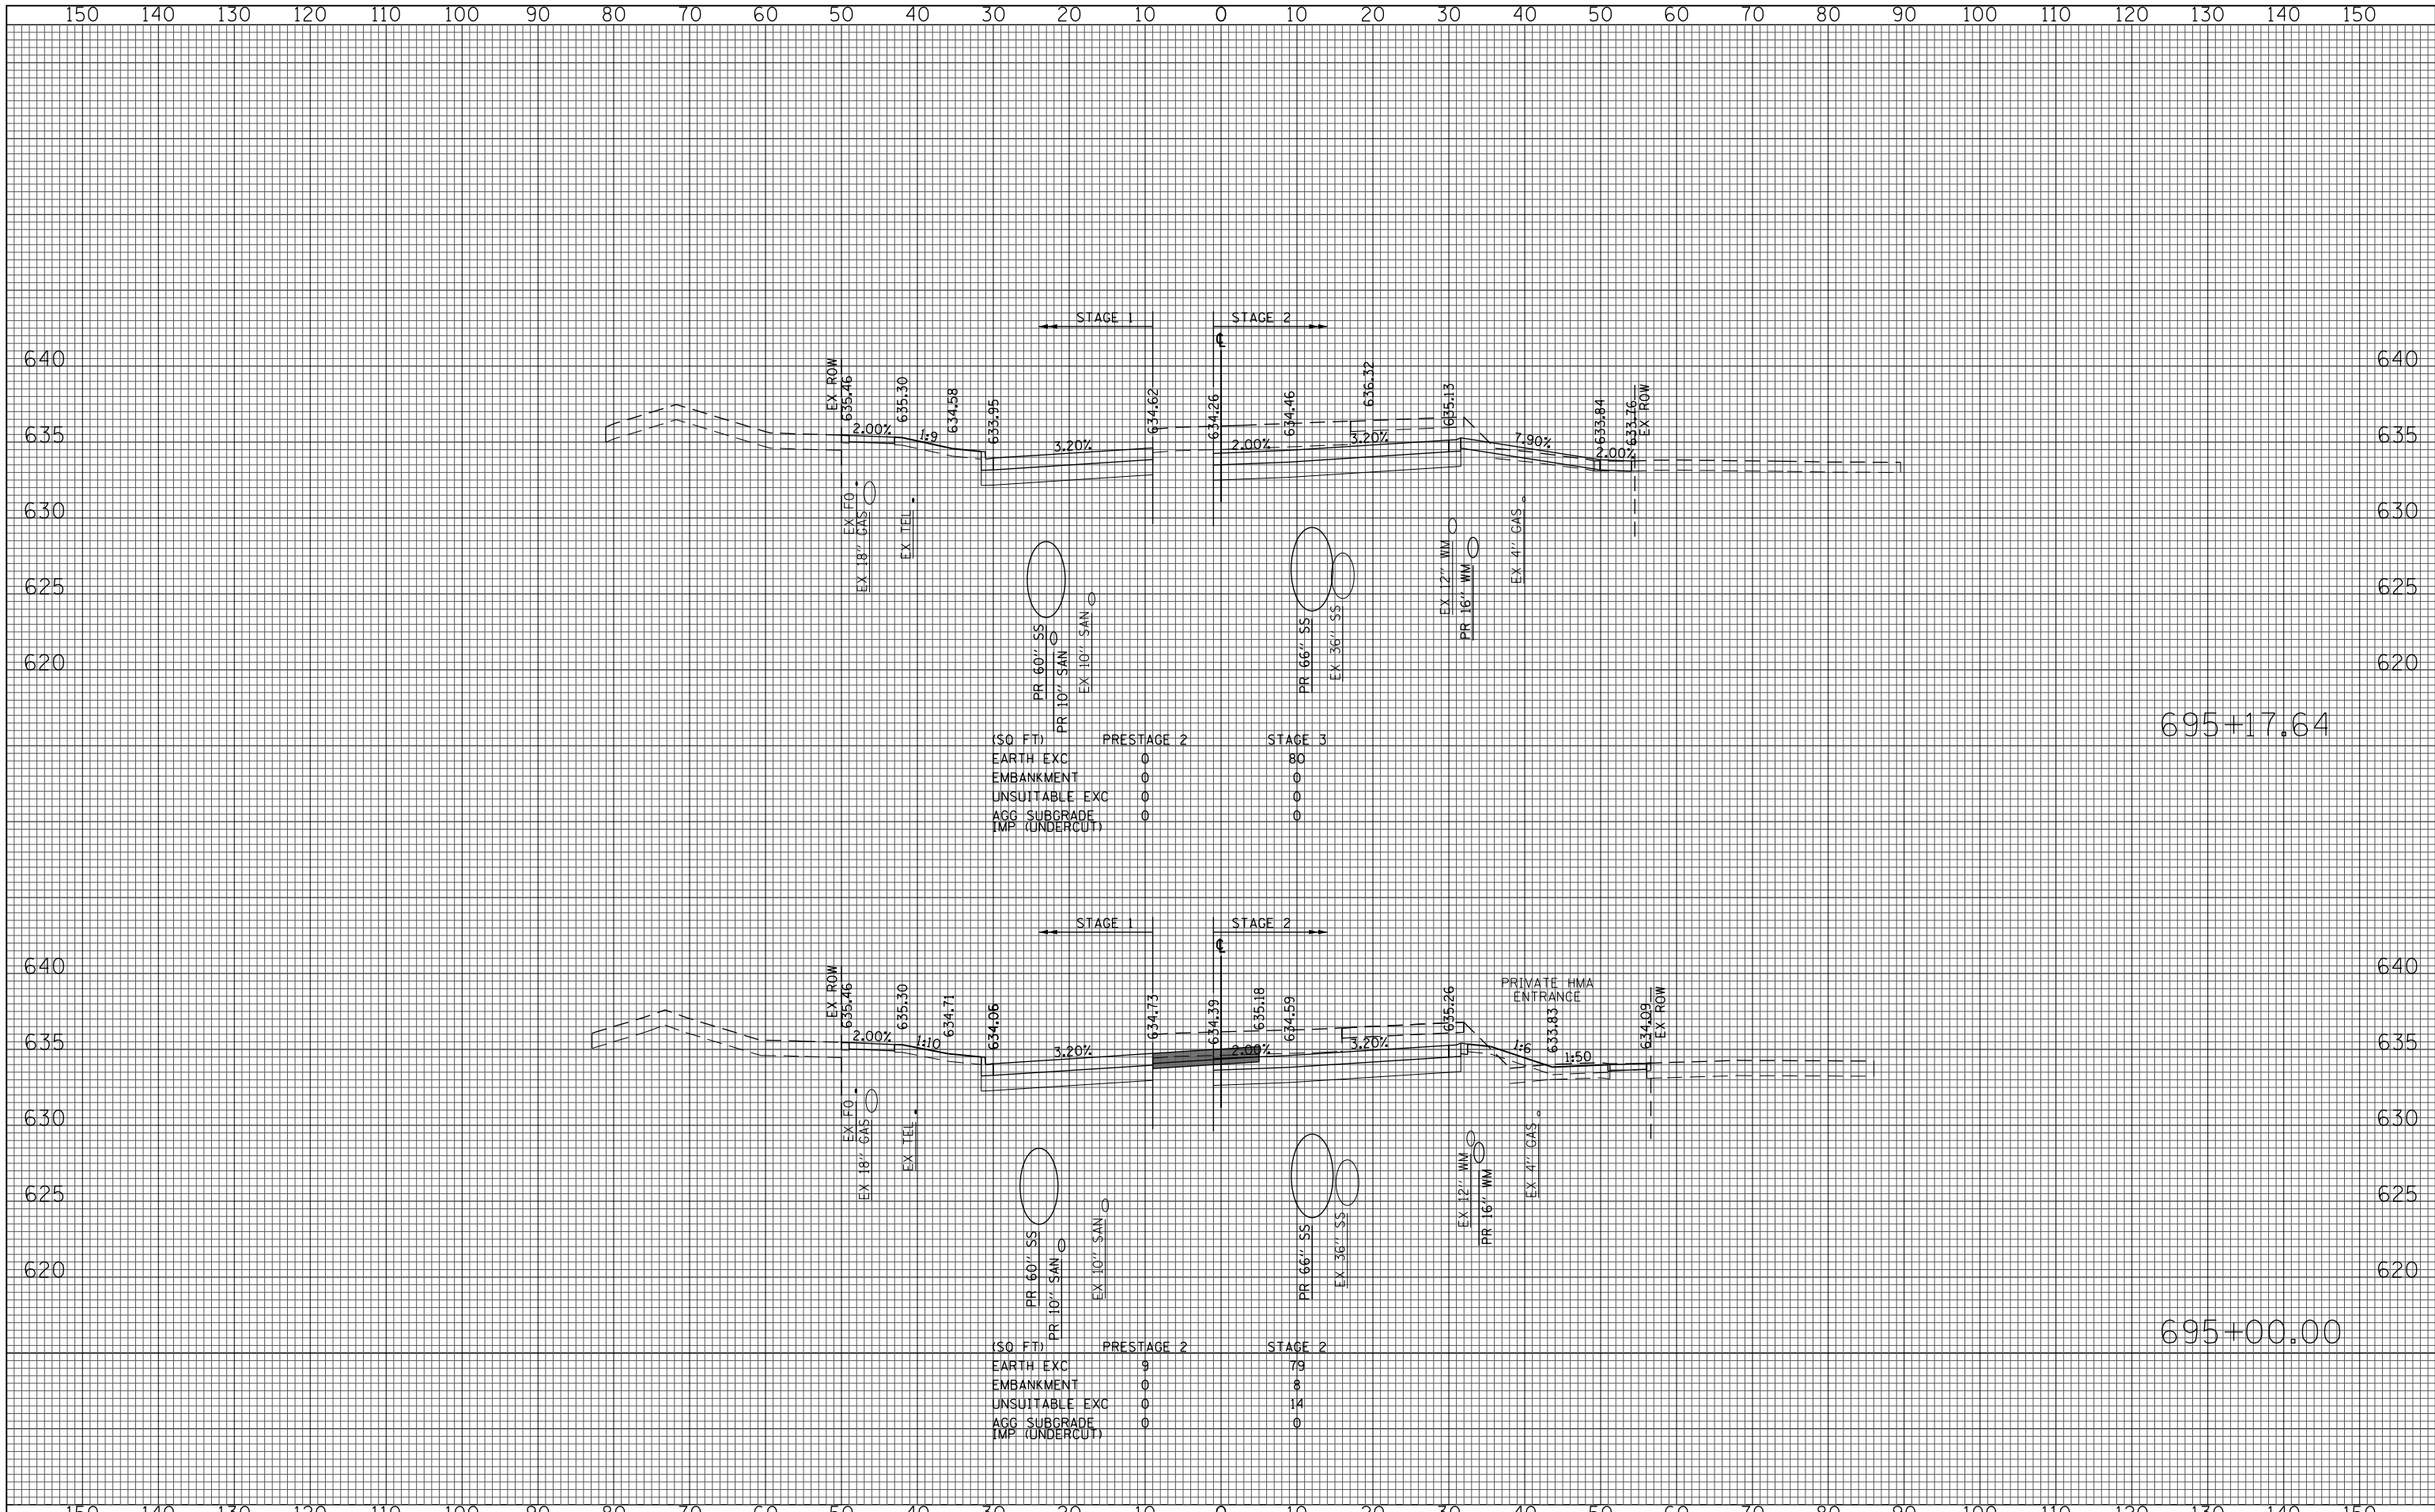 150 140 130 120 110 100 90 80 70 60 50 40 30 20 10 0 10 20 30 40 50 60 70 80 90 100 110 120 130 140 150
STAGE 1
STAGE 2
℄
640
640
EX ROW
635.46
635.30
634.58
633.95
634.62
634.26
634.46
636.32
635.13
633.84
633.76
EX ROW
635
2.00%
1:9
3.20%
2.00%
3.20%
7.90%
2.00%
635
630
EX FO
EX 18" GAS
EX TEL
EX 12" WM
PR 16" WM
EX 4" GAS
630
625
625
620
PR 60" SS
PR 10" SAN
EX 10" SAN
PR 66" SS
EX 36" SS
620
695+17.64
(SQ FT) PRESTAGE 2 STAGE 3
EARTH EXC 0 80
EMBANKMENT 0 0
UNSUITABLE EXC 0 0
AGG SUBGRADE 0 0
IMP (UNDERCUT)
STAGE 1
STAGE 2
℄
640
640
EX ROW
635.46
635.30
634.71
634.06
634.73
634.39
635.18
634.59
635.26
PRIVATE HMA
ENTRANCE
633.83
634.09
EX ROW
635
2.00%
1:10
3.20%
2.00%
3.20%
1:6
1:50
635
630
EX FO
EX 18" GAS
EX TEL
EX 12" WM
PR 16" WM
EX 4" GAS
630
625
625
620
PR 60" SS
PR 10" SAN
EX 10" SAN
PR 66" SS
EX 36" SS
620
695+00.00
(SQ FT) PRESTAGE 2 STAGE 2
EARTH EXC 9 79
EMBANKMENT 0 8
UNSUITABLE EXC 0 14
AGG SUBGRADE 0 0
IMP (UNDERCUT)
150 140 130 120 110 100 90 80 70 60 50 40 30 20 10 0 10 20 30 40 50 60 70 80 90 100 110 120 130 140 150